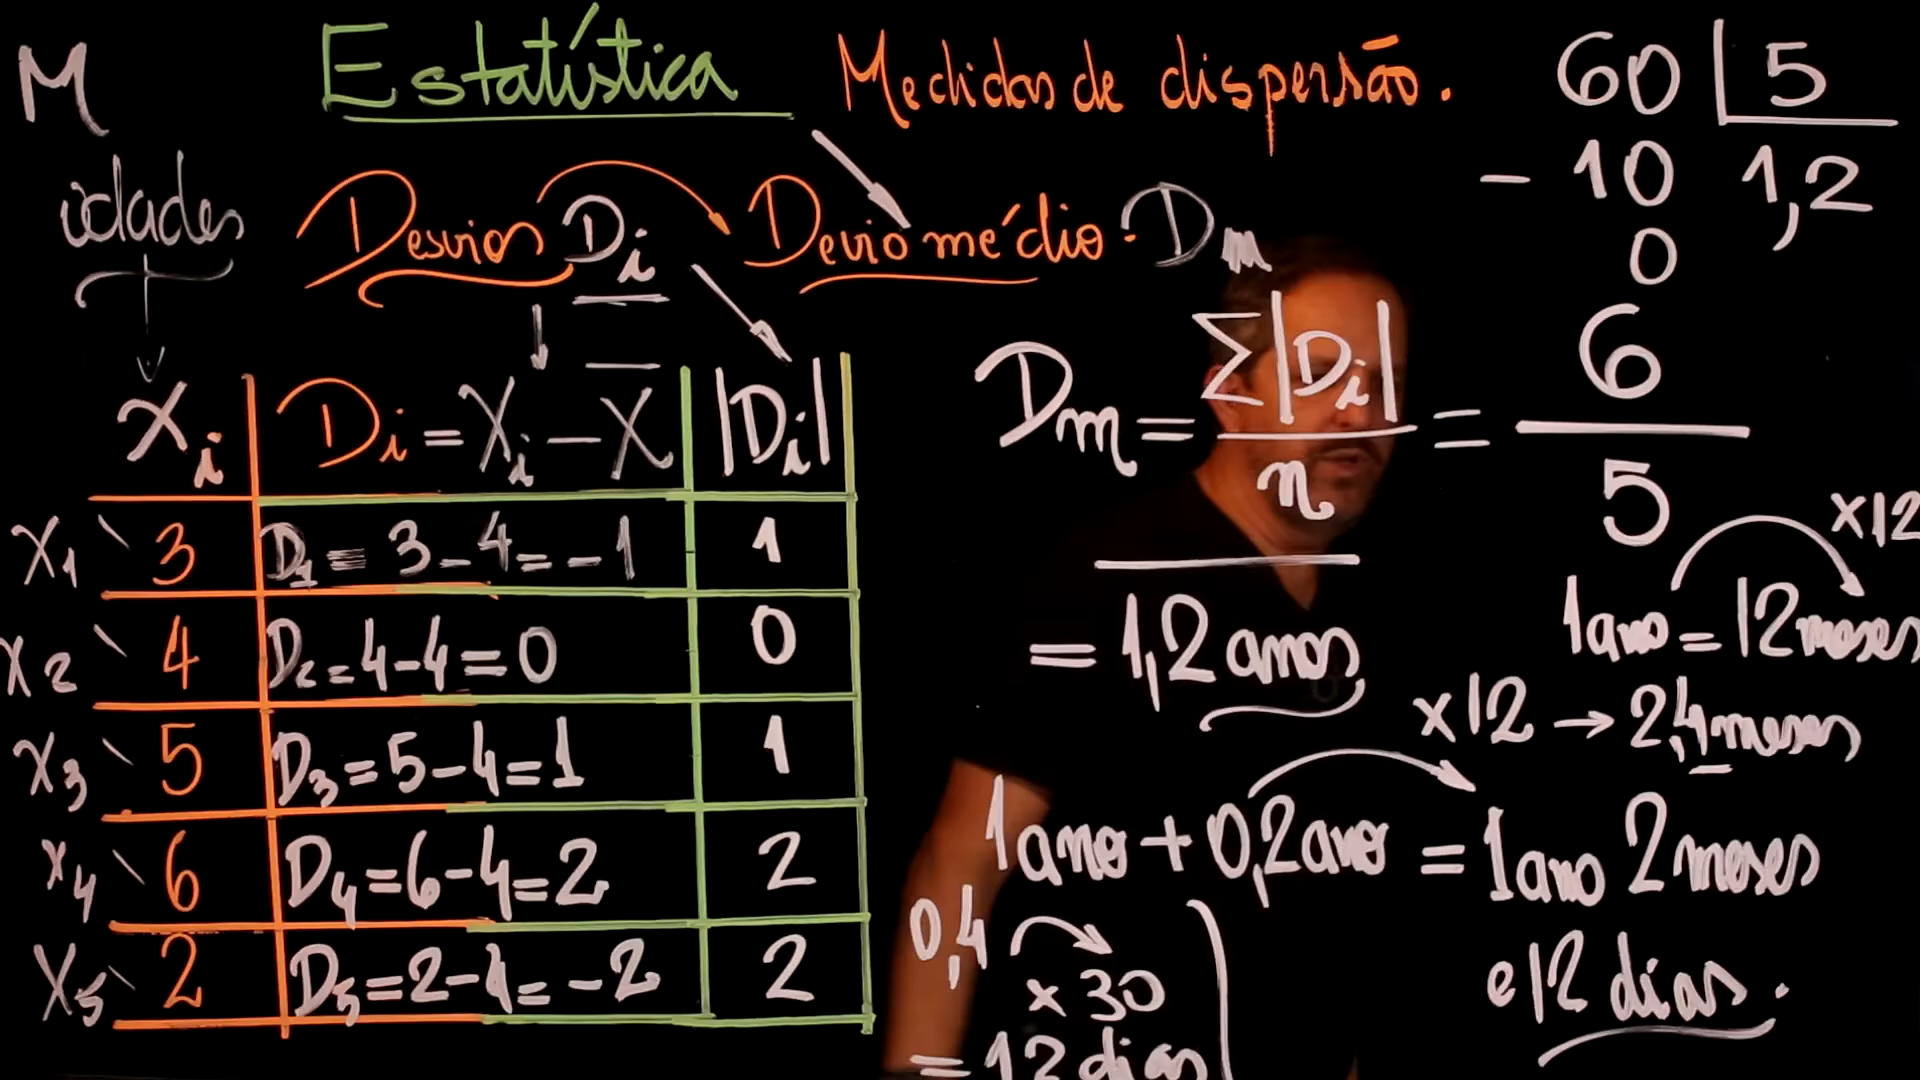 M
Estatística Medidas de dispersão.
60 | 5
- 10 1,2
0
idades
Desvios Di Devio médio. Dm
Xi | Di = Xi - X̅ | |Di|
X1 3 | D1 = 3 - 4 = - 1 | 1
X2 4 | D2 = 4 - 4 = 0 | 0
X3 5 | D3 = 5 - 4 = 1 | 1
X4 6 | D4 = 6 - 4 = 2 | 2
X5 2 | D5 = 2 - 4 = - 2 | 2
Dm = Σ|Di| / n = 6 / 5
= 1,2 anos
x12
1 ano = 12 meses
x12 → 2,4 meses
1 ano + 0,2 anos = 1 ano 2 meses
e 12 dias.
0,4
x 30
= 12 dias